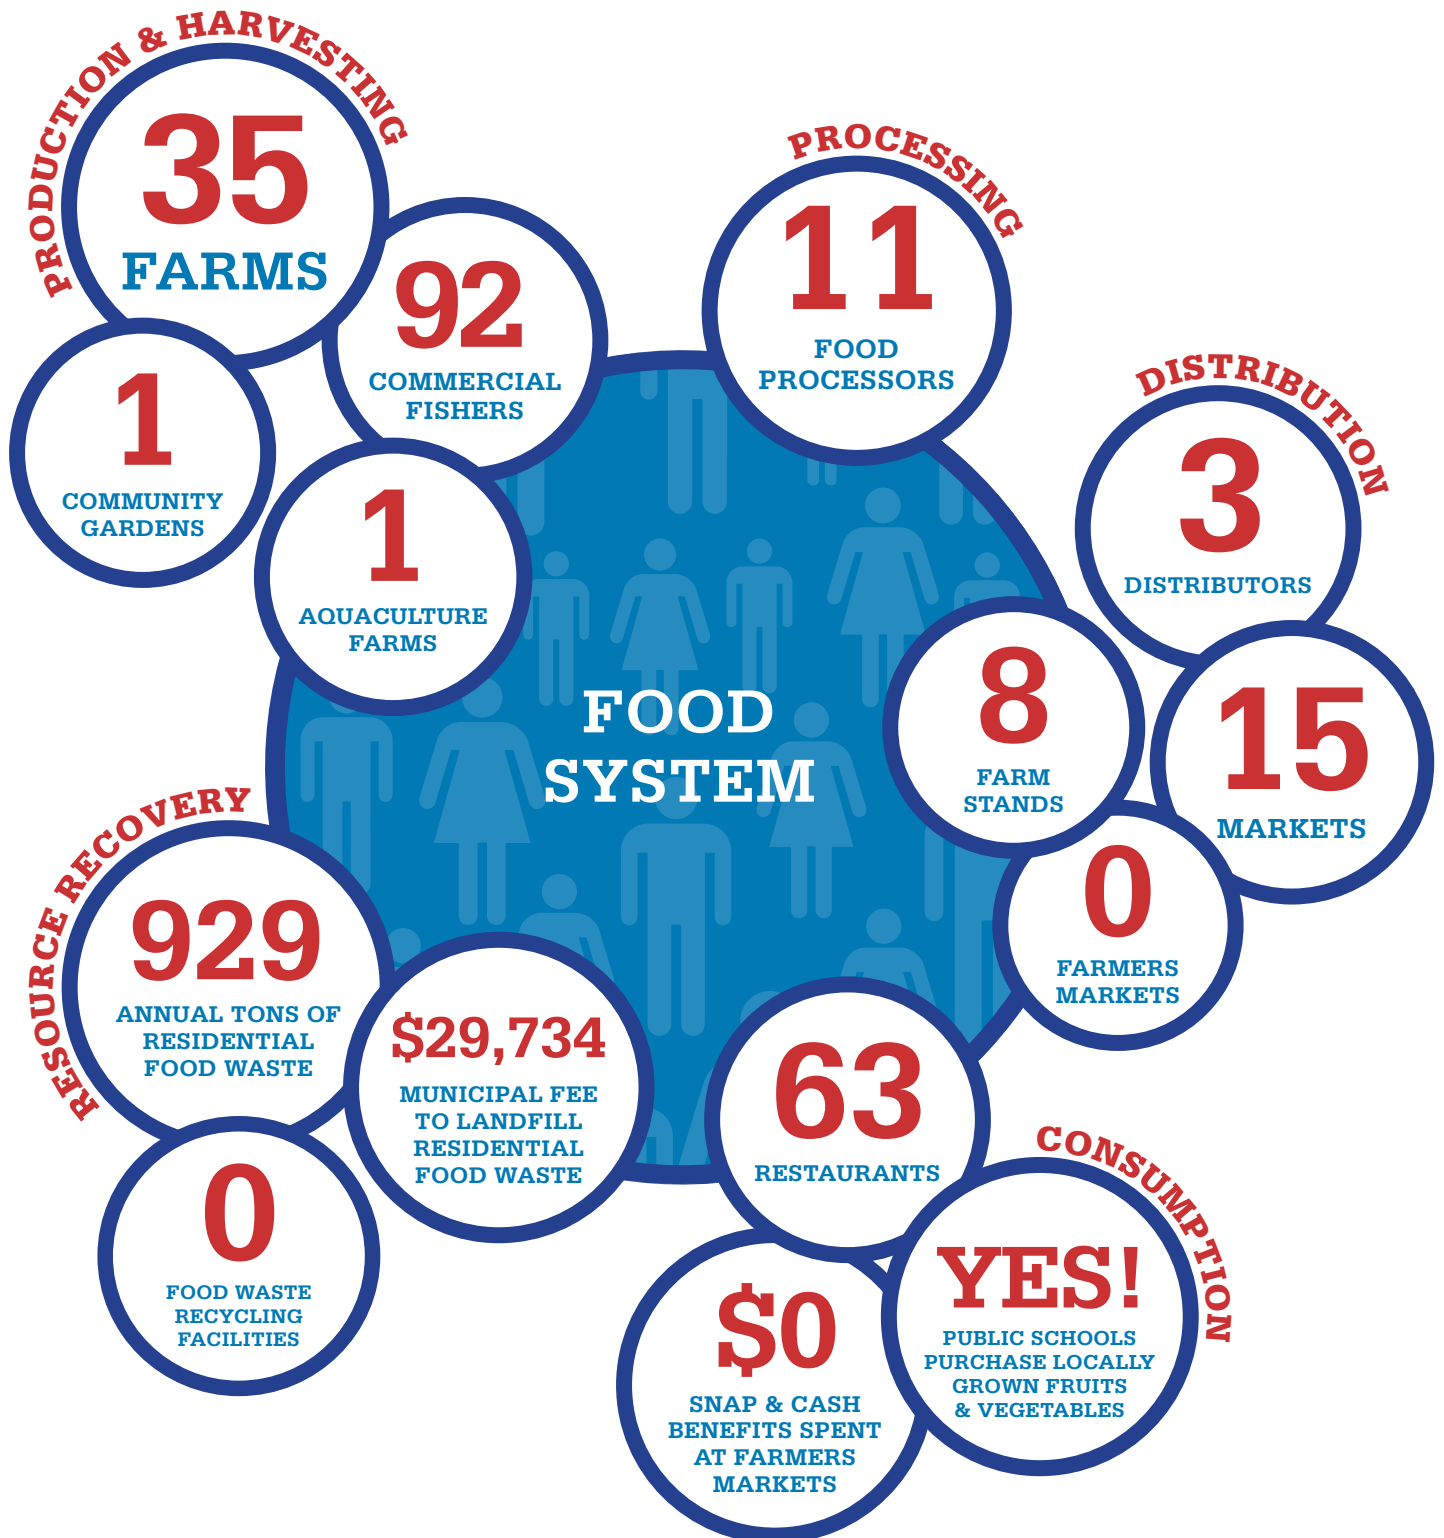 PRODUCTION & HARVESTING
35
FARMS
92
COMMERCIAL
FISHERS
1
COMMUNITY
GARDENS
1
AQUACULTURE
FARMS
PROCESSING
11
FOOD
PROCESSORS
DISTRIBUTION
3
DISTRIBUTORS
8
FARM
STANDS
15
MARKETS
0
FARMERS
MARKETS
FOOD
SYSTEM
RESOURCE RECOVERY
929
ANNUAL TONS OF
RESIDENTIAL
FOOD WASTE
$29,734
MUNICIPAL FEE
TO LANDFILL
RESIDENTIAL
FOOD WASTE
0
FOOD WASTE
RECYCLING
FACILITIES
CONSUMPTION
63
RESTAURANTS
YES!
PUBLIC SCHOOLS
PURCHASE LOCALLY
GROWN FRUITS
& VEGETABLES
$0
SNAP & CASH
BENEFITS SPENT
AT FARMERS
MARKETS